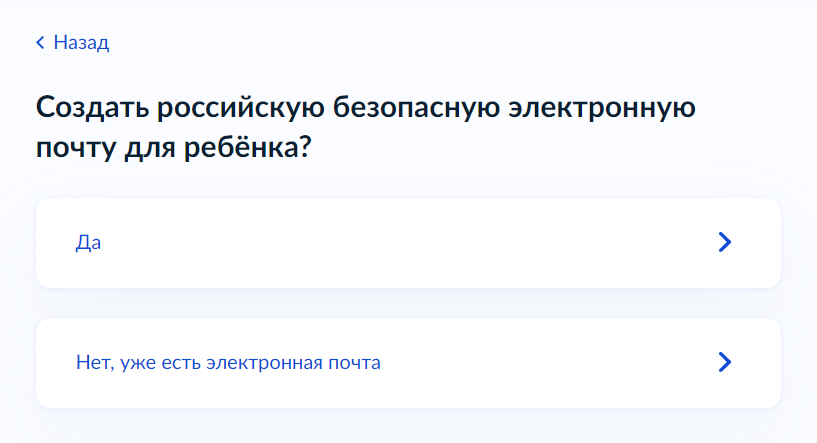 Назад
Создать российскую безопасную электронную
почту для ребёнка?
Да
Нет, уже есть электронная почта